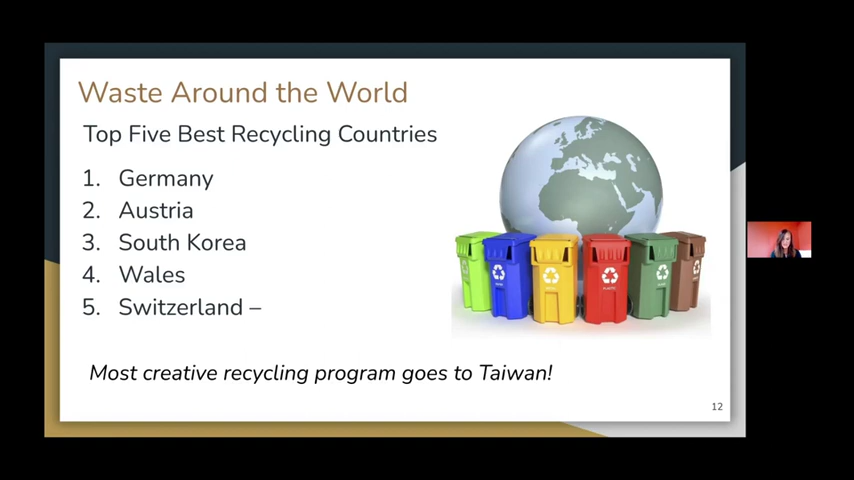 Waste Around the World
Top Five Best Recycling Countries
1. Germany
2. Austria
3. South Korea
4. Wales
5. Switzerland –
Most creative recycling program goes to Taiwan!
12